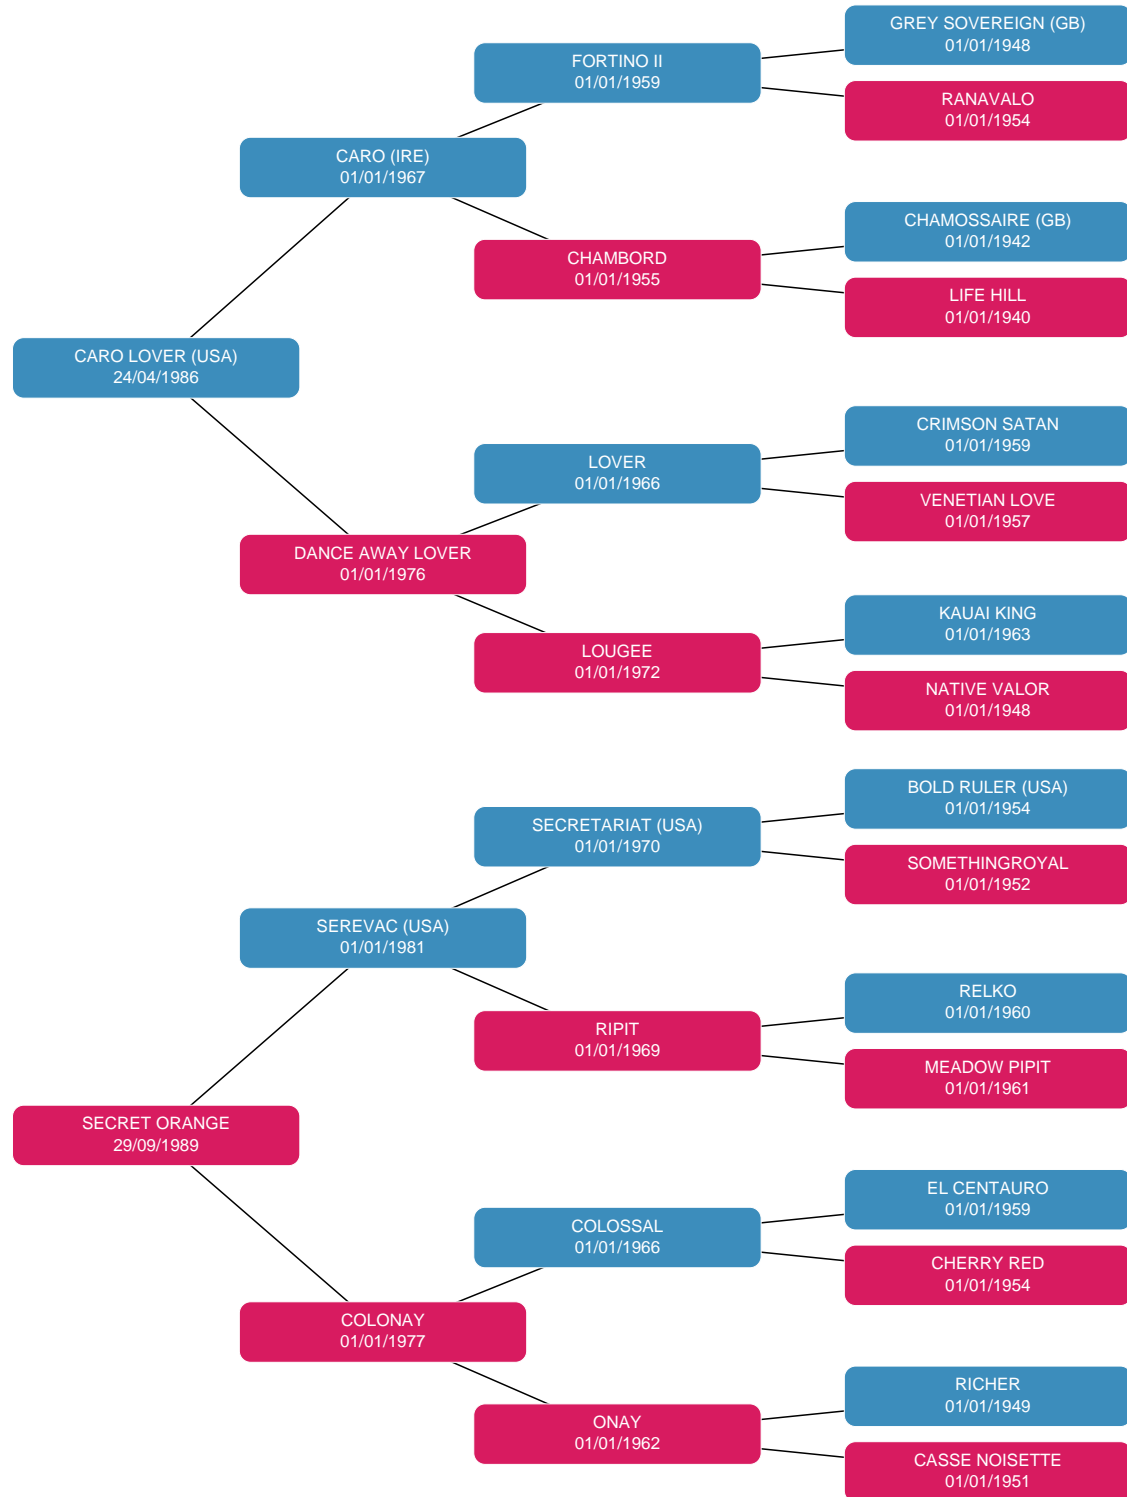 GREY SOVEREIGN (GB)
01/01/1948
FORTINO II
01/01/1959
RANAVALO
01/01/1954
CARO (IRE)
01/01/1967
CHAMOSSAIRE (GB)
01/01/1942
CHAMBORD
01/01/1955
LIFE HILL
01/01/1940
CARO LOVER (USA)
24/04/1986
CRIMSON SATAN
01/01/1959
LOVER
01/01/1966
VENETIAN LOVE
01/01/1957
DANCE AWAY LOVER
01/01/1976
KAUAI KING
01/01/1963
LOUGEE
01/01/1972
NATIVE VALOR
01/01/1948
BOLD RULER (USA)
01/01/1954
SECRETARIAT (USA)
01/01/1970
SOMETHINGROYAL
01/01/1952
SEREVAC (USA)
01/01/1981
RELKO
01/01/1960
RIPIT
01/01/1969
MEADOW PIPIT
01/01/1961
SECRET ORANGE
29/09/1989
EL CENTAURO
01/01/1959
COLOSSAL
01/01/1966
CHERRY RED
01/01/1954
COLONAY
01/01/1977
RICHER
01/01/1949
ONAY
01/01/1962
CASSE NOISETTE
01/01/1951